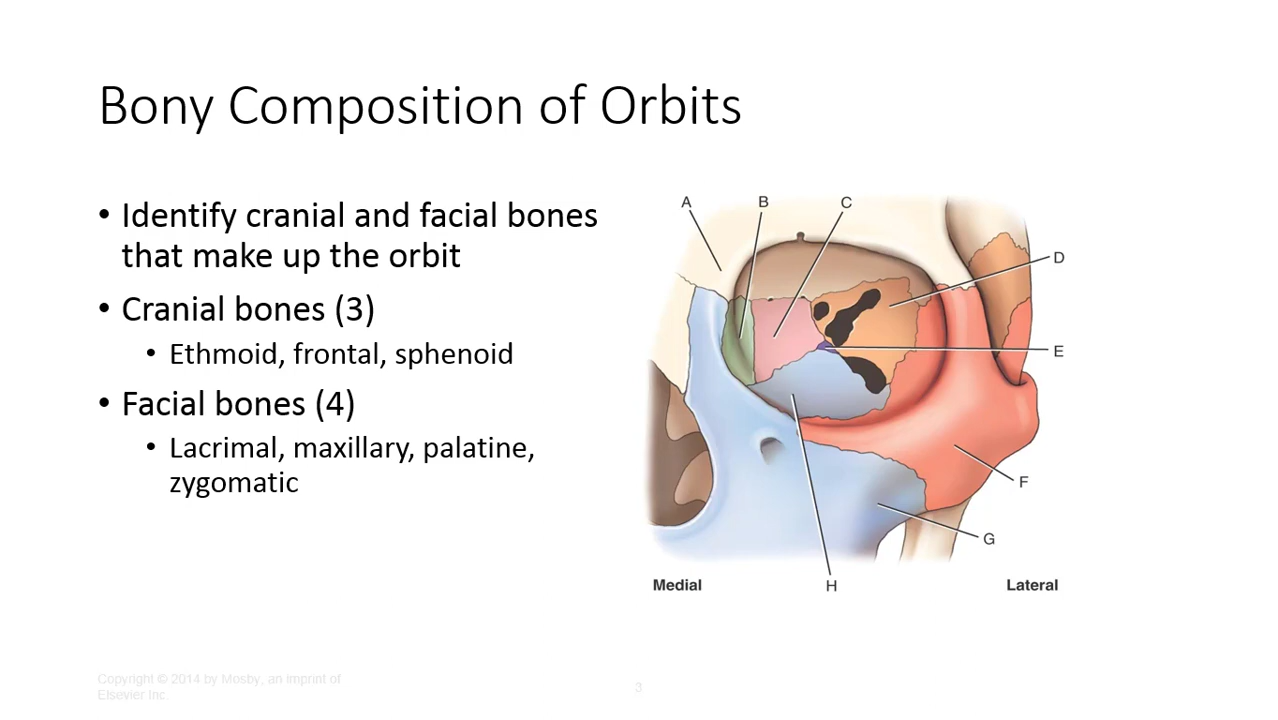 Bony Composition of Orbits
• Identify cranial and facial bones
that make up the orbit
• Cranial bones (3)
• Ethmoid, frontal, sphenoid
• Facial bones (4)
• Lacrimal, maxillary, palatine,
zygomatic
A B C
D
E
F
G
H
Medial Lateral
Copyright © 2014 by Mosby, an imprint of
Elsevier Inc.
3